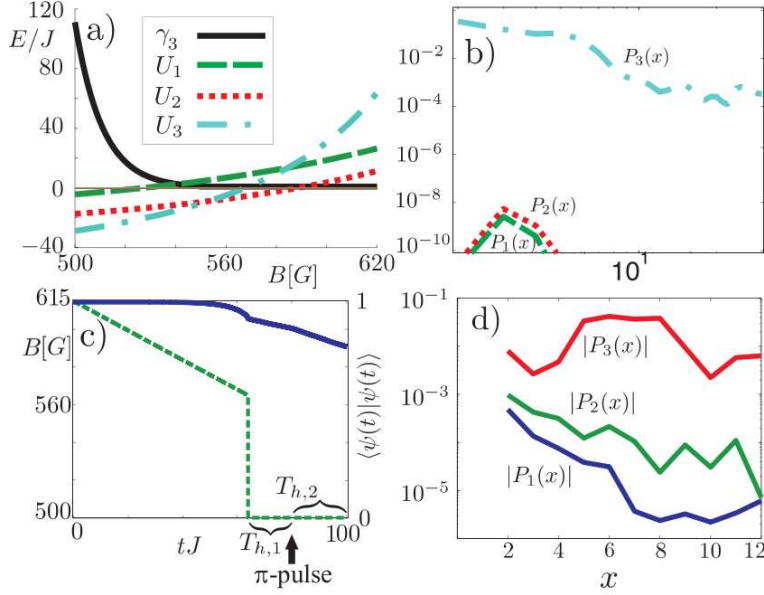 120
E/J
80
40
0
−40
a)
γ₃
U₁
U₂
U₃
500
560
620
B[G]
b)
10⁻²
10⁻⁴
10⁻⁶
10⁻⁸
10⁻¹⁰
P₃(x)
P₂(x)
P₁(x)
10¹
615
B[G]
560
500
c)
1
⟨ψ(t)|ψ(t)⟩
0
T_{h,2}
0
tJ
T_{h,1}
100
π-pulse
d)
10⁻¹
10⁻³
10⁻⁵
|P₃(x)|
|P₂(x)|
|P₁(x)|
2 4 6 8 10 12
x